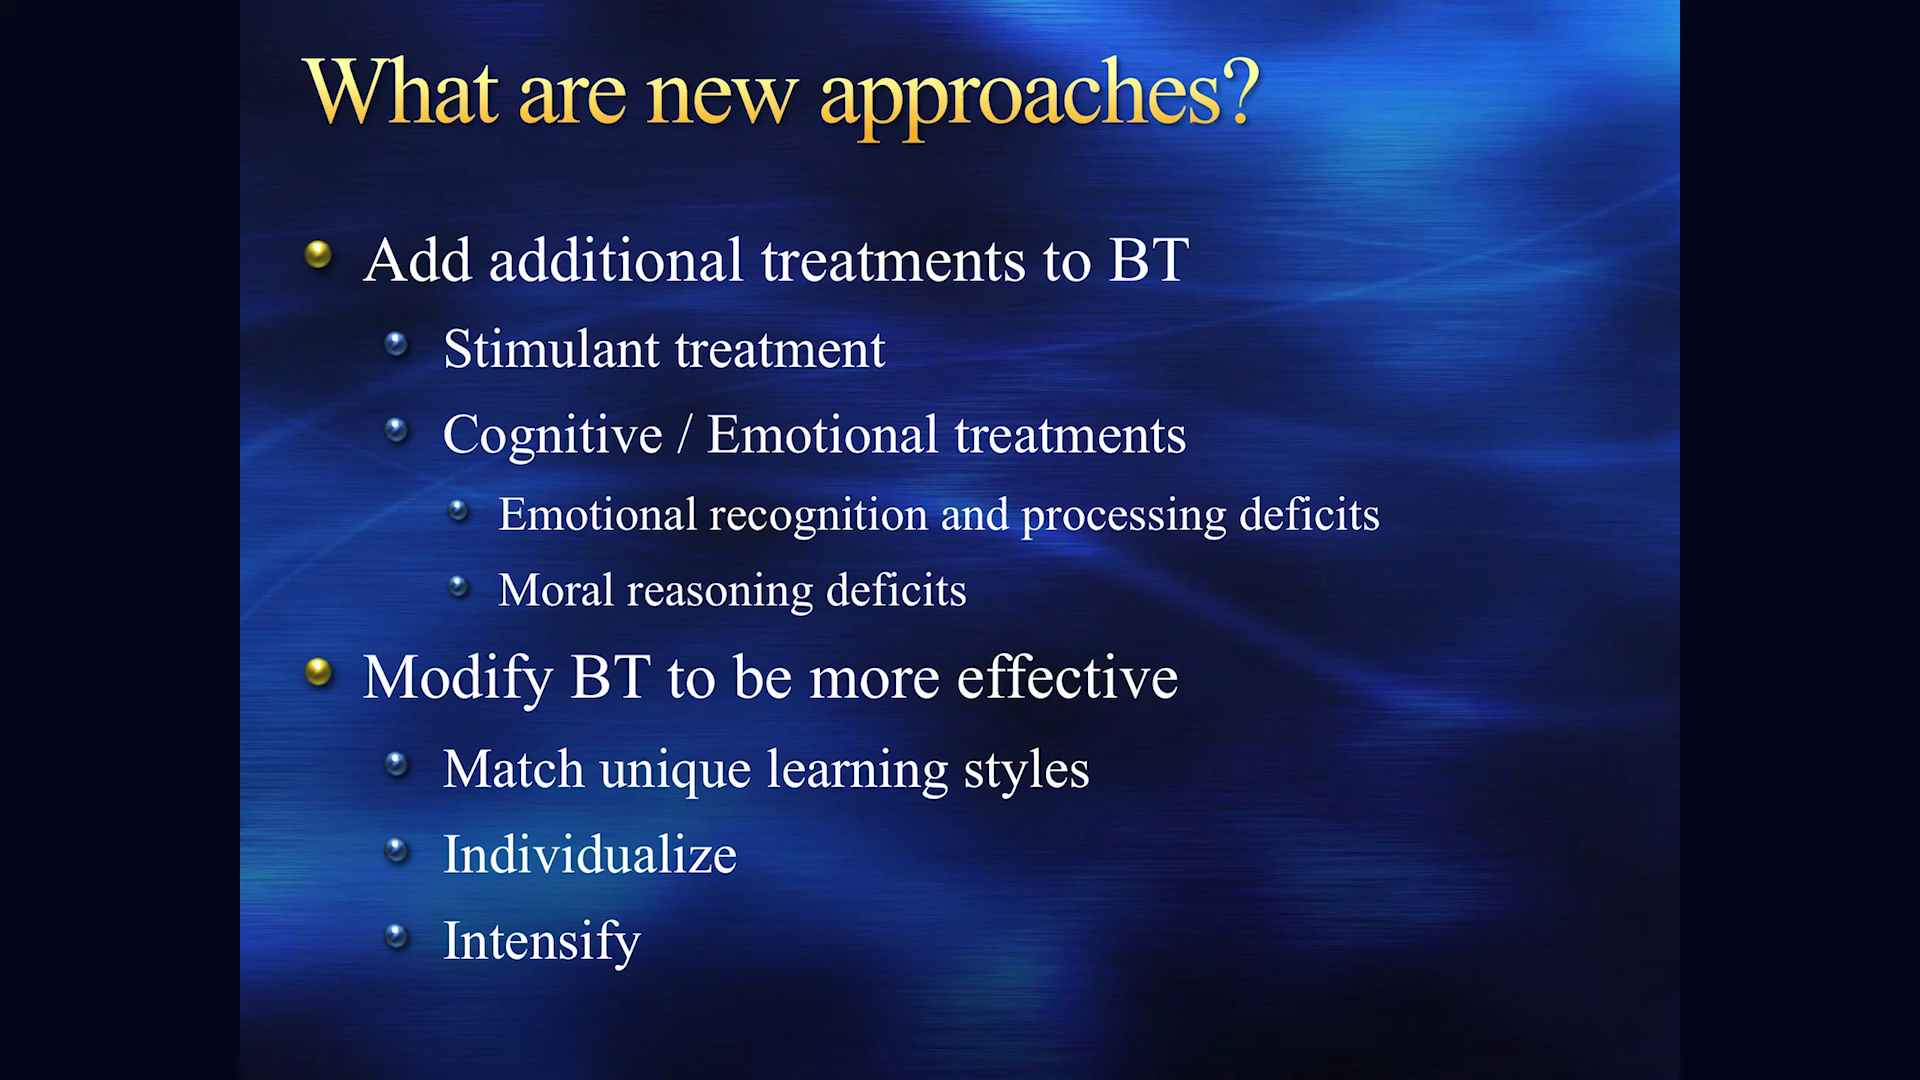 What are new approaches?
Add additional treatments to BT
Stimulant treatment
Cognitive / Emotional treatments
Emotional recognition and processing deficits
Moral reasoning deficits
Modify BT to be more effective
Match unique learning styles
Individualize
Intensify